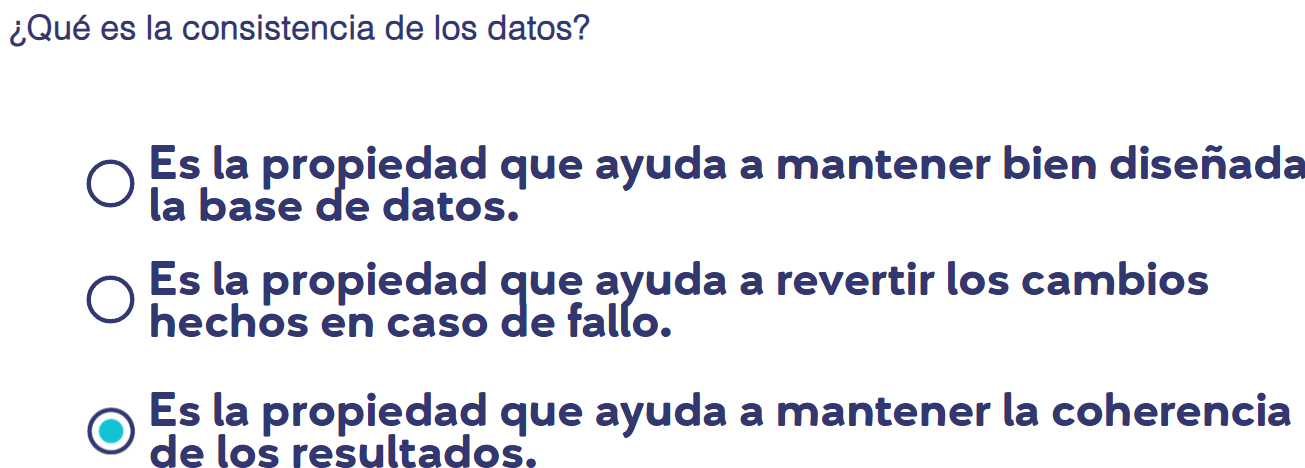 ¿Qué es la consistencia de los datos?
Es la propiedad que ayuda a mantener bien diseñada
la base de datos.
Es la propiedad que ayuda a revertir los cambios
hechos en caso de fallo.
Es la propiedad que ayuda a mantener la coherencia
de los resultados.